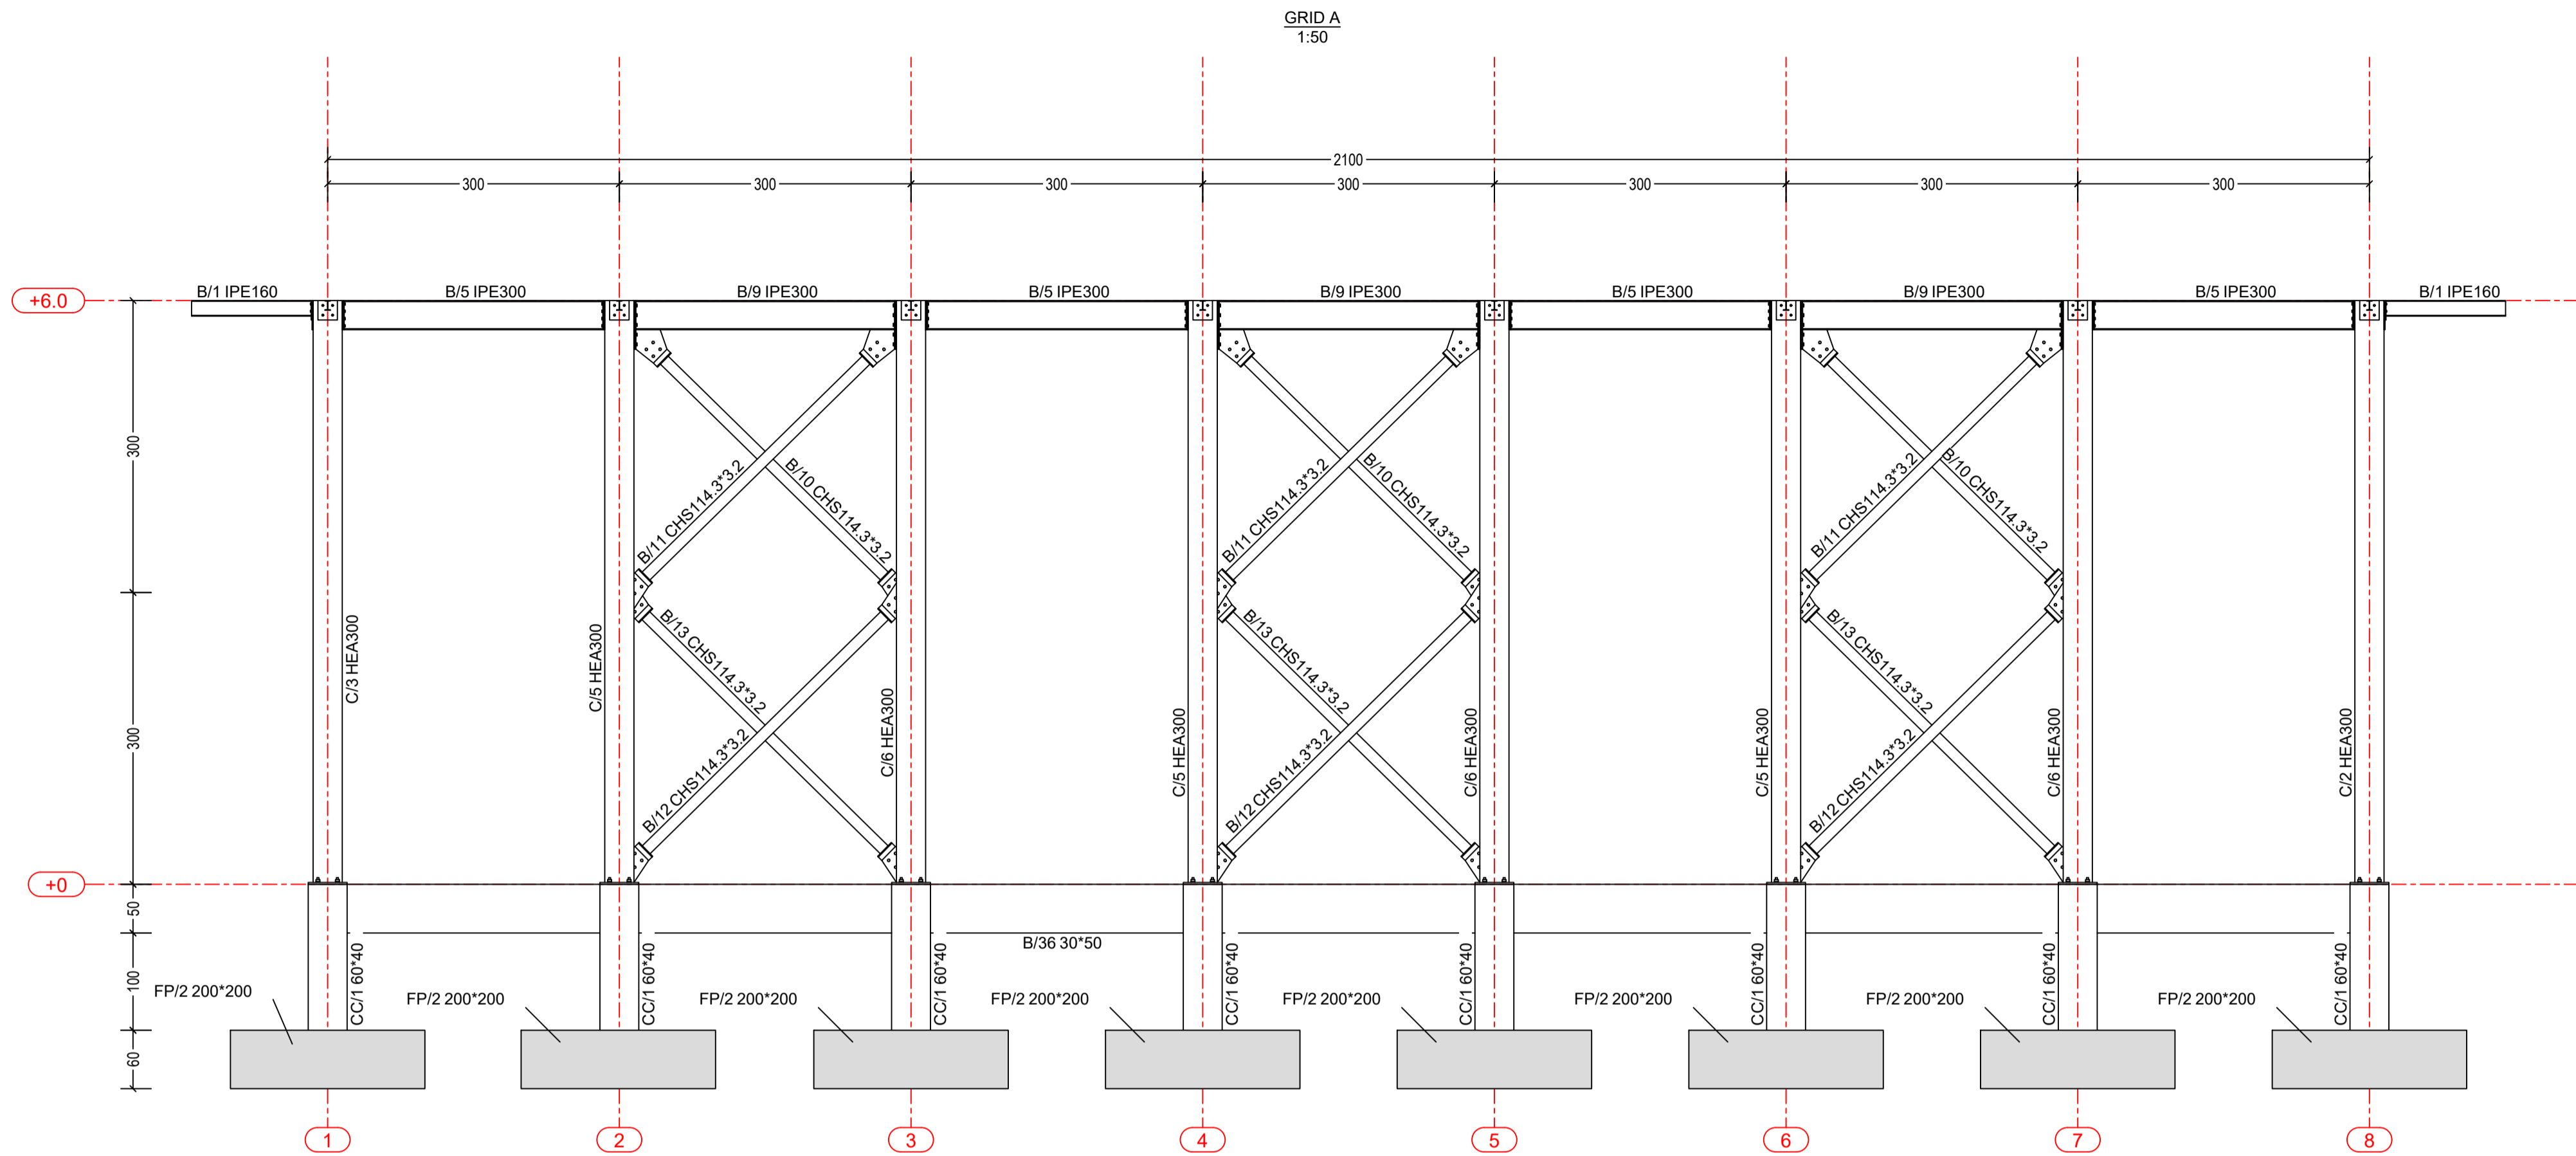 GRID A
1:50
2100
300
300
300
300
300
300
300
+6.0
B/1 IPE160
B/5 IPE300
B/9 IPE300
B/5 IPE300
B/9 IPE300
B/5 IPE300
B/9 IPE300
B/5 IPE300
B/1 IPE160
300
B/11 CHS114.3*3.2
B/10 CHS114.3*3.2
B/11 CHS114.3*3.2
B/10 CHS114.3*3.2
B/11 CHS114.3*3.2
B/10 CHS114.3*3.2
300
C/3 HEA300
C/5 HEA300
B/13 CHS114.3*3.2
B/12 CHS114.3*3.2
C/6 HEA300
C/5 HEA300
B/13 CHS114.3*3.2
B/12 CHS114.3*3.2
C/6 HEA300
C/5 HEA300
B/13 CHS114.3*3.2
B/12 CHS114.3*3.2
C/6 HEA300
C/2 HEA300
+0
50
B/36 30*50
100
FP/2 200*200
CC/1 60*40
FP/2 200*200
CC/1 60*40
FP/2 200*200
CC/1 60*40
FP/2 200*200
CC/1 60*40
FP/2 200*200
CC/1 60*40
FP/2 200*200
CC/1 60*40
FP/2 200*200
CC/1 60*40
FP/2 200*200
CC/1 60*40
60
1
2
3
4
5
6
7
8